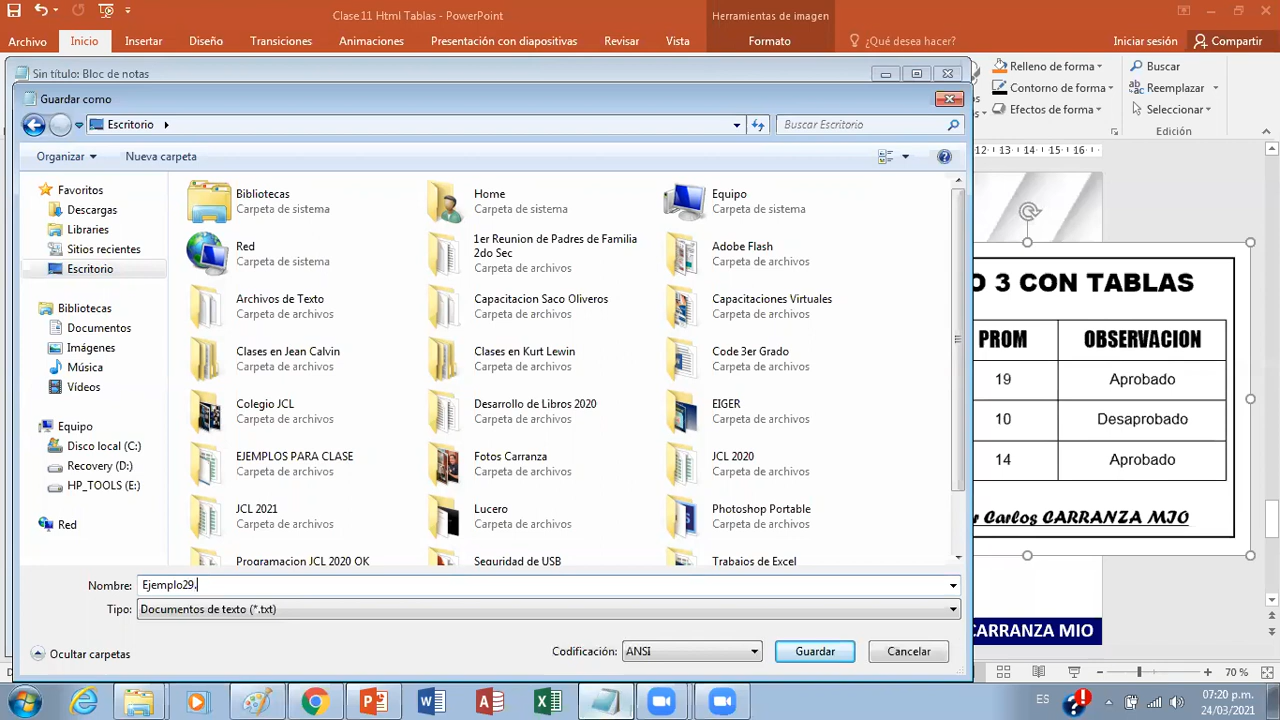 Clase 11 Html Tablas - PowerPoint
Herramientas de imagen
Archivo
Inicio
Insertar
Diseño
Transiciones
Animaciones
Presentación con diapositivas
Revisar
Vista
Formato
¿Qué desea hacer?
Iniciar sesión
Compartir
Sin título: Bloc de notas
Relleno de forma
Buscar
Contorno de forma
Reemplazar
Efectos de forma
Seleccionar
Edición
Guardar como
Escritorio
Buscar Escritorio
Organizar
Nueva carpeta
12 13 14 15 16
Favoritos
Descargas
Libraries
Sitios recientes
Escritorio
Bibliotecas
Documentos
Imágenes
Música
Vídeos
Equipo
Disco local (C:)
Recovery (D:)
HP_TOOLS (E:)
Red
Bibliotecas
Carpeta de sistema
Home
Carpeta de sistema
Equipo
Carpeta de sistema
Red
Carpeta de sistema
1er Reunion de Padres de Familia
2do Sec
Carpeta de archivos
Adobe Flash
Carpeta de archivos
Archivos de Texto
Carpeta de archivos
Capacitacion Saco Oliveros
Carpeta de archivos
Capacitaciones Virtuales
Carpeta de archivos
Clases en Jean Calvin
Carpeta de archivos
Clases en Kurt Lewin
Carpeta de archivos
Code 3er Grado
Carpeta de archivos
Colegio JCL
Carpeta de archivos
Desarrollo de Libros 2020
Carpeta de archivos
EIGER
Carpeta de archivos
EJEMPLOS PARA CLASE
Carpeta de archivos
Fotos Carranza
Carpeta de archivos
JCL 2020
Carpeta de archivos
JCL 2021
Carpeta de archivos
Lucero
Carpeta de archivos
Photoshop Portable
Carpeta de archivos
Programacion JCL 2020 OK
Seguridad de USB
Trabajos de Excel
Nombre: Ejemplo29.
Tipo: Documentos de texto (*.txt)
Ocultar carpetas
Codificación: ANSI
Guardar
Cancelar
O 3 CON TABLAS
PROM OBSERVACION
19 Aprobado
10 Desaprobado
14 Aprobado
r Carlos CARRANZA MIO
CARRANZA MIO
70 %
ES
07:20 p.m.
24/03/2021